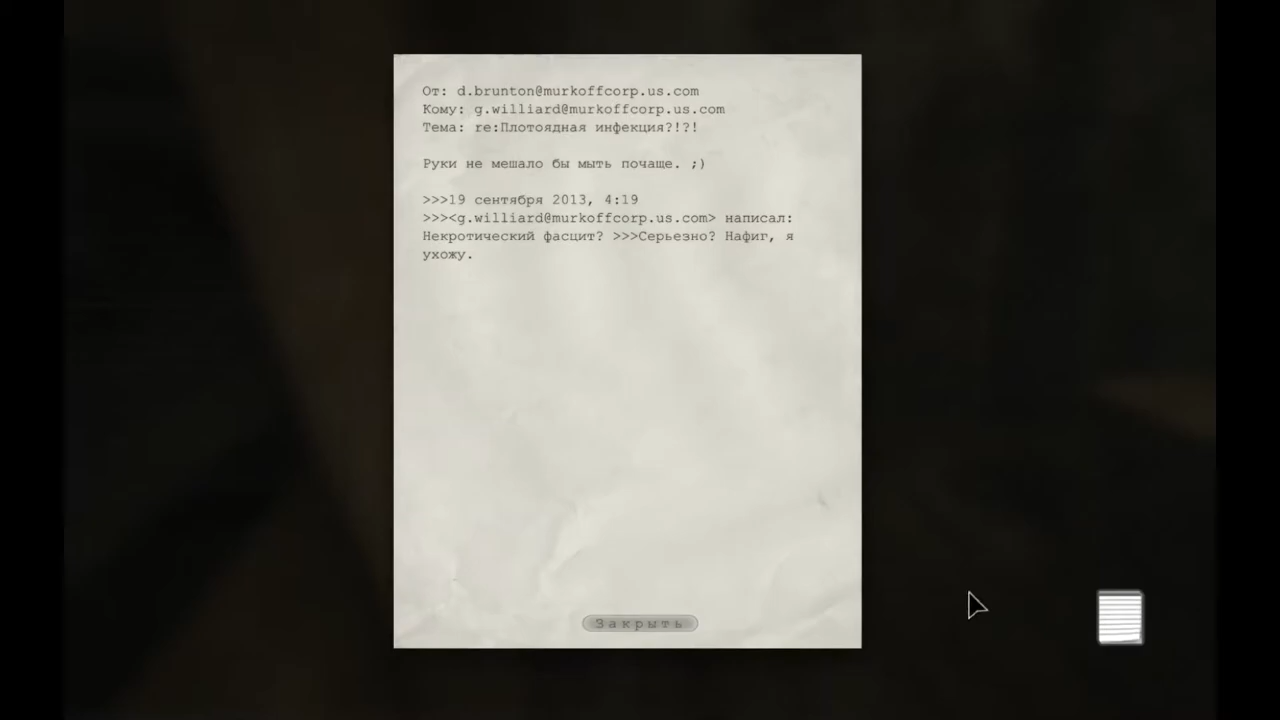 От: d.brunton@murkoffcorp.us.com
Кому: g.williard@murkoffcorp.us.com
Тема: re:Плотоядная инфекция?!?!
Руки не мешало бы мыть почаще. ;)
>>>19 сентября 2013, 4:19
>>><g.williard@murkoffcorp.us.com> написал:
Некротический фасцит? >>>Серьезно? Нафиг, я
ухожу.
Закрыть